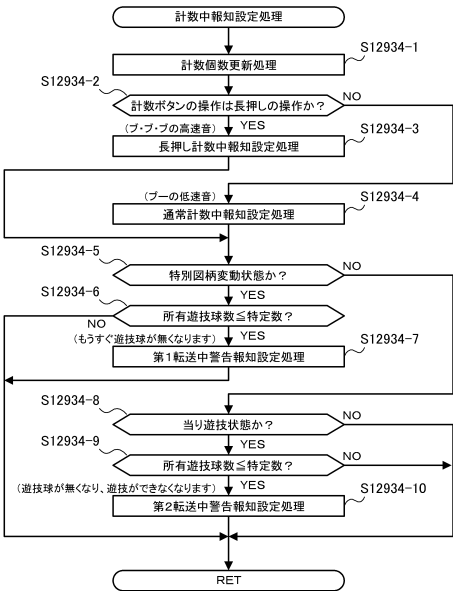 計数中報知設定処理
計数個数更新処理
S12934-1
S12934-2
計数ボタンの操作は長押しの操作か？
NO
YES
(ブ・ブ・ブの高速音)
長押し計数中報知設定処理
S12934-3
(ブーの低速音)
通常計数中報知設定処理
S12934-4
S12934-5
特別図柄変動状態か？
NO
YES
S12934-6
所有遊技球数≦特定数？
NO
YES
(もうすぐ遊技球が無くなります)
第1転送中警告報知設定処理
S12934-7
S12934-8
当り遊技状態か？
NO
YES
S12934-9
所有遊技球数≦特定数？
NO
YES
(遊技球が無くなり、遊技ができなくなります)
第2転送中警告報知設定処理
S12934-10
RET